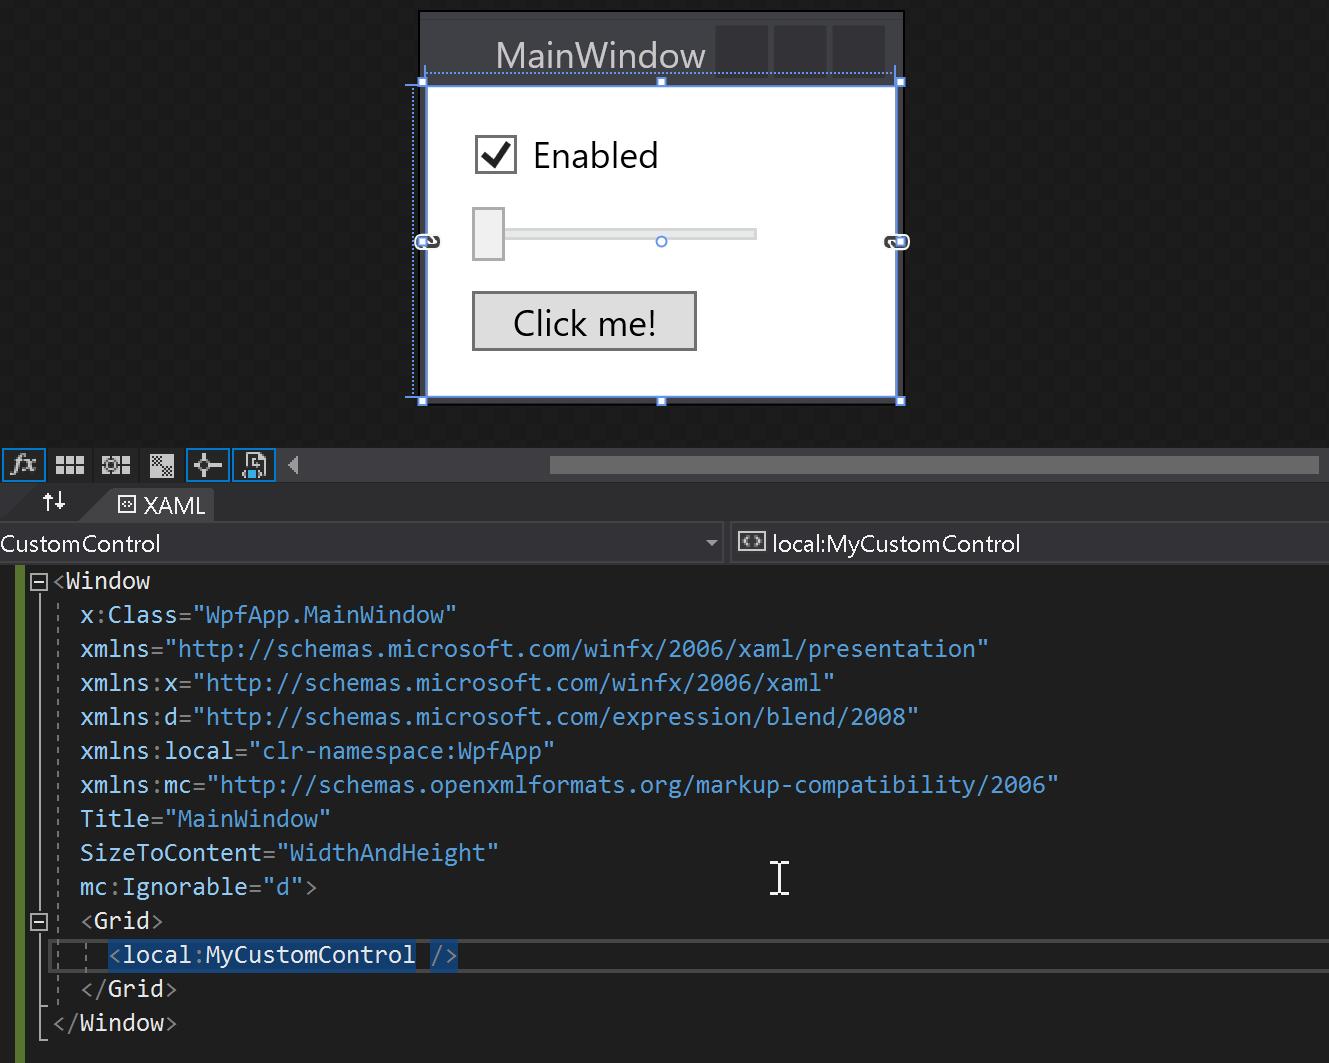 MainWindow
Enabled
Click me!
fx
XAML
CustomControl
local:MyCustomControl
<Window
x:Class="WpfApp.MainWindow"
xmlns="http://schemas.microsoft.com/winfx/2006/xaml/presentation"
xmlns:x="http://schemas.microsoft.com/winfx/2006/xaml"
xmlns:d="http://schemas.microsoft.com/expression/blend/2008"
xmlns:local="clr-namespace:WpfApp"
xmlns:mc="http://schemas.openxmlformats.org/markup-compatibility/2006"
Title="MainWindow"
SizeToContent="WidthAndHeight"
mc:Ignorable="d">
<Grid>
<local:MyCustomControl />
</Grid>
</Window>